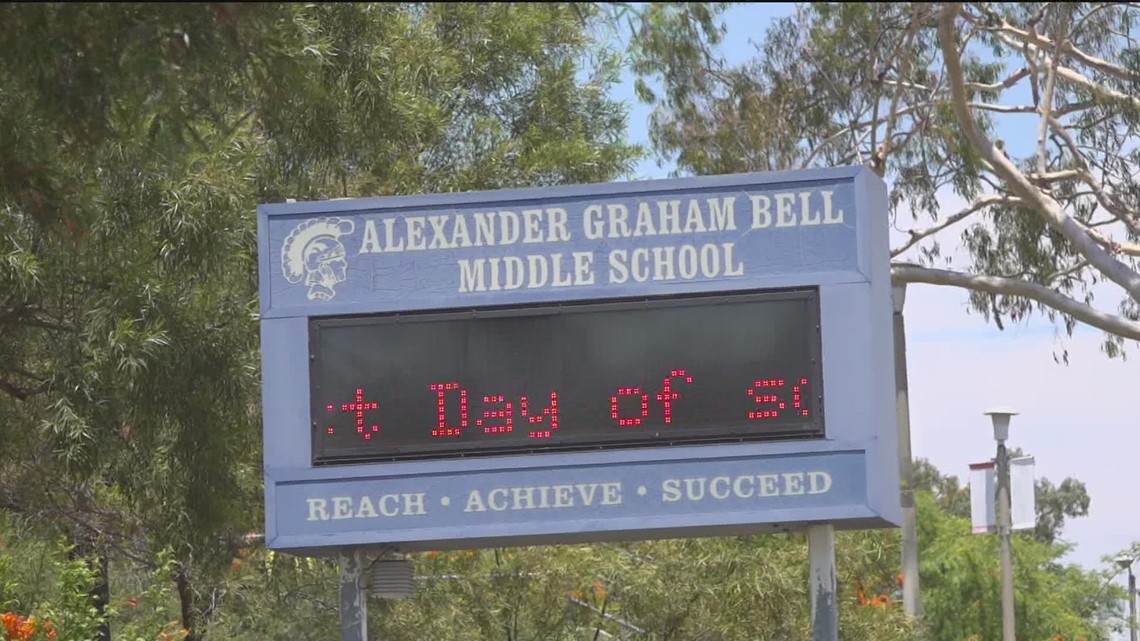 ALEXANDER GRAHAM BELL
MIDDLE SCHOOL
t Day of s
REACH • ACHIEVE • SUCCEED